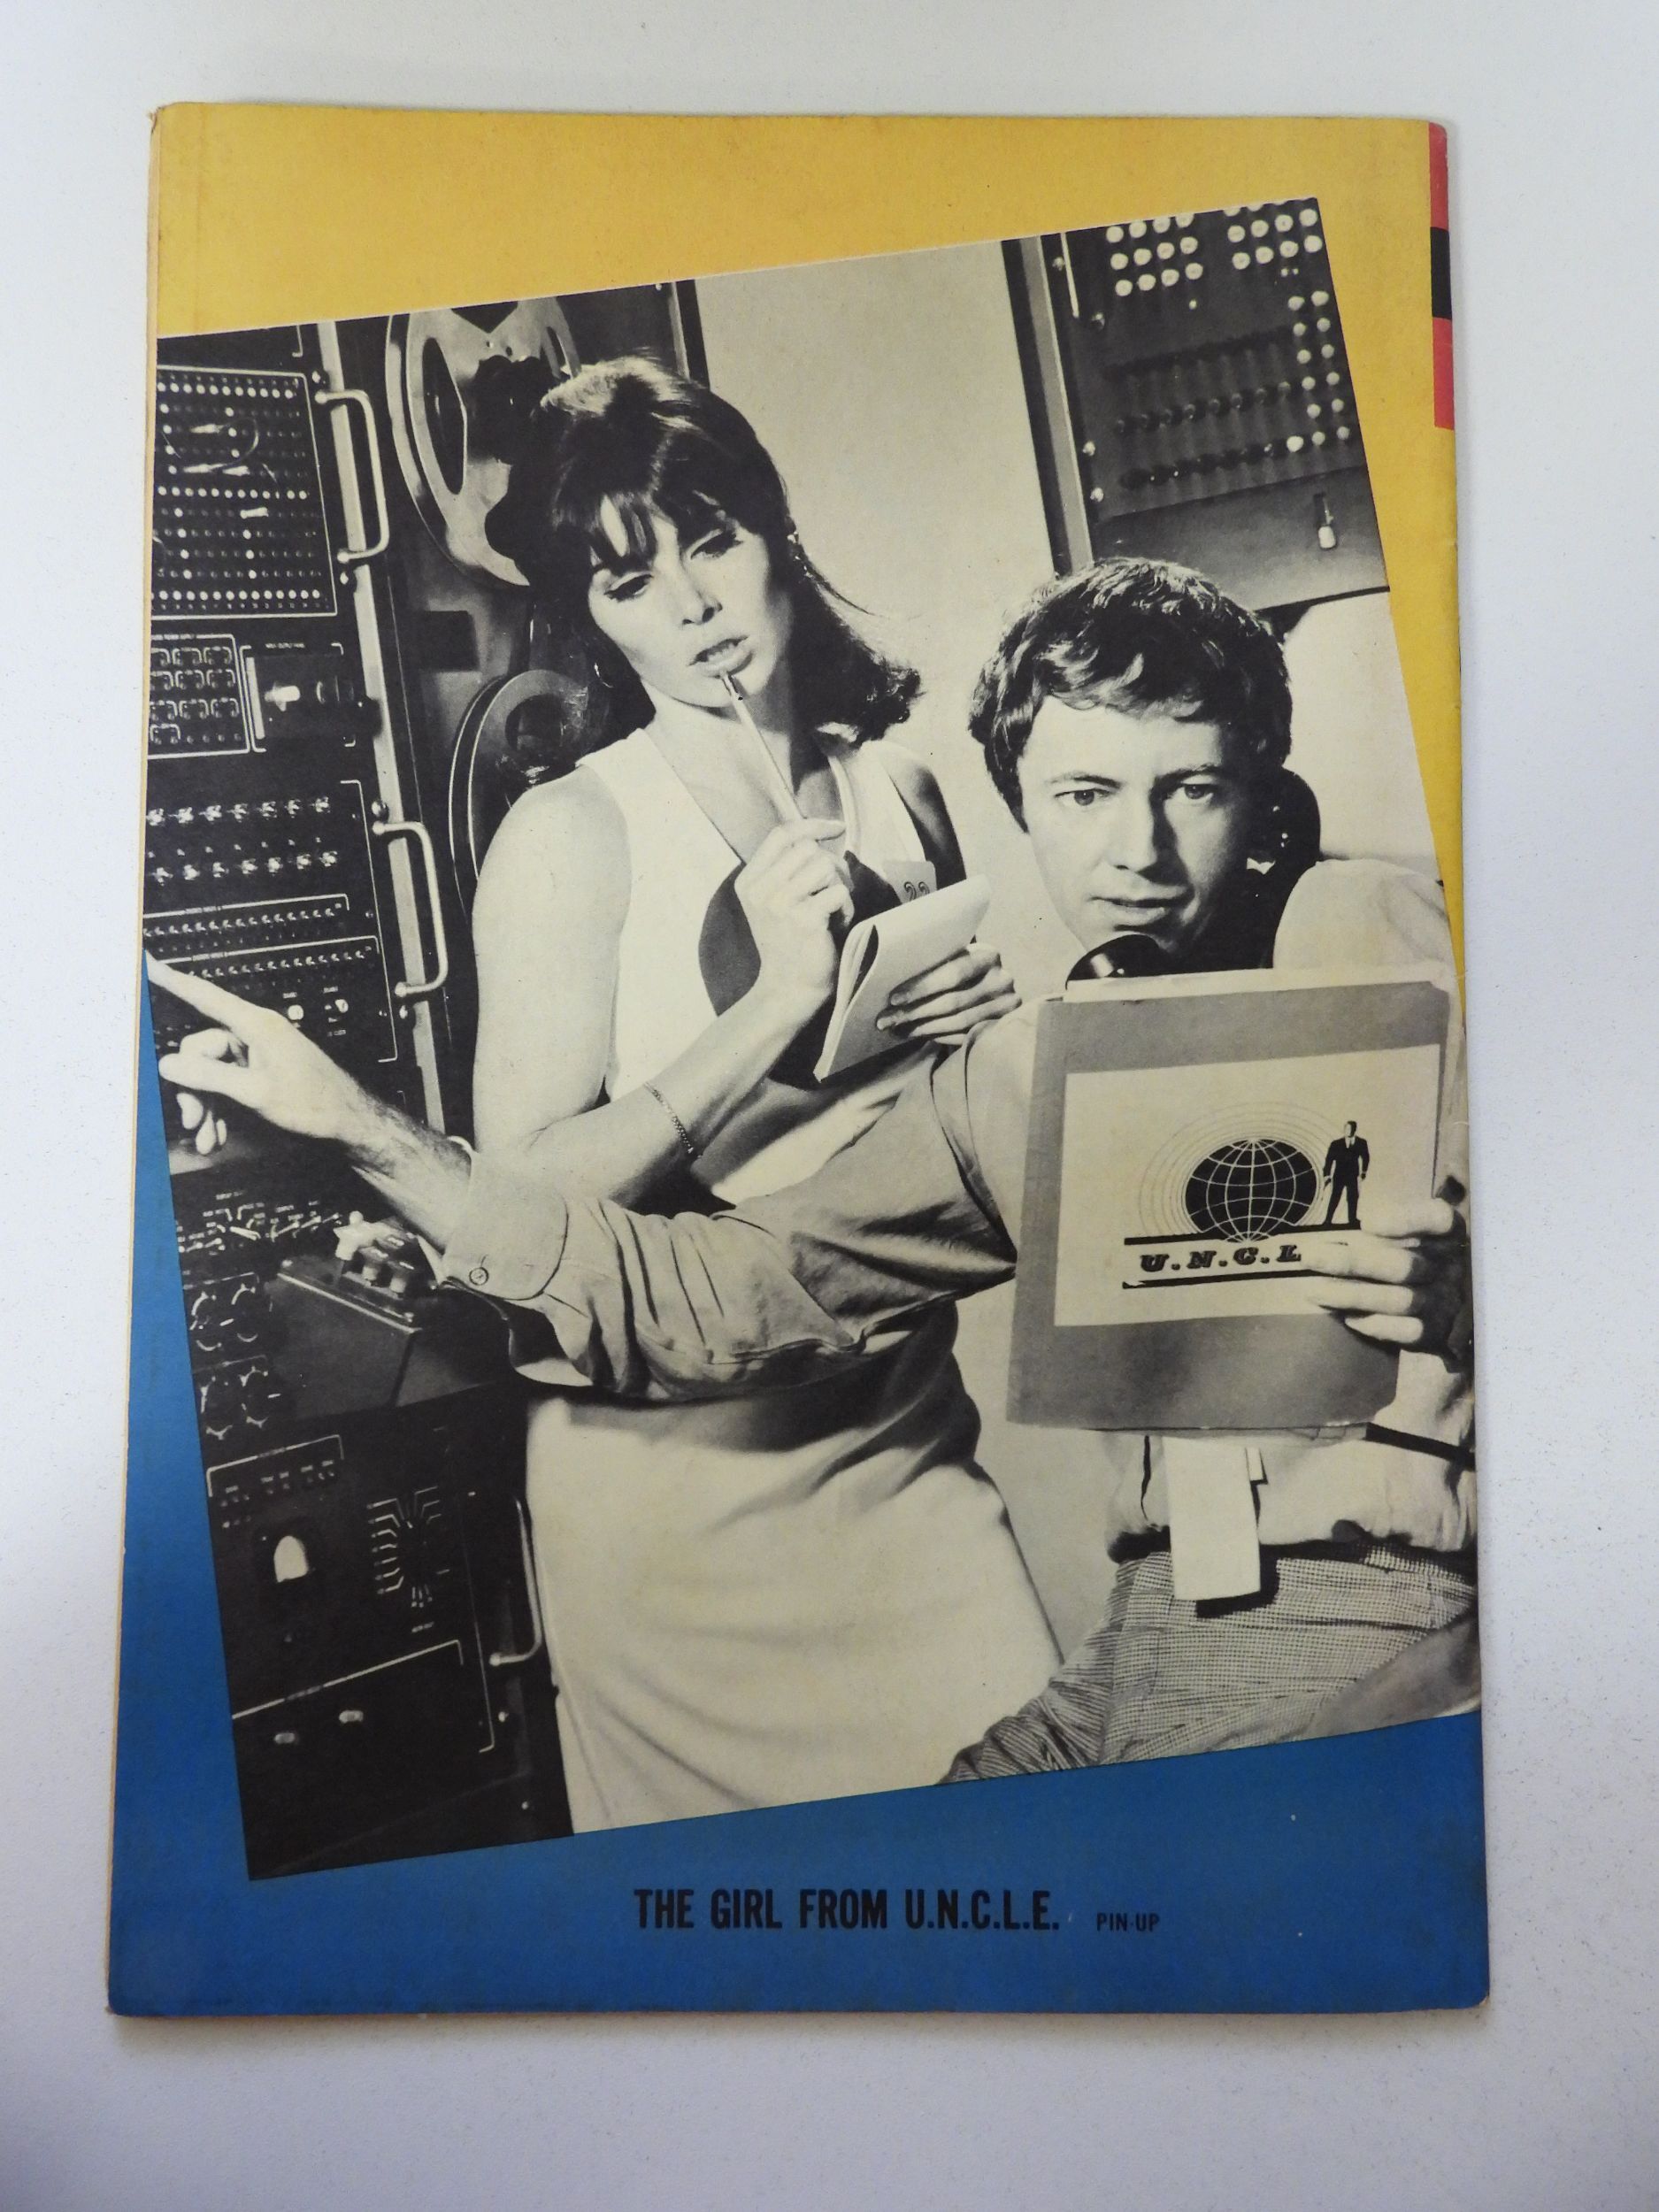 U.N.C.L
THE GIRL FROM U.N.C.L.E. PIN-UP